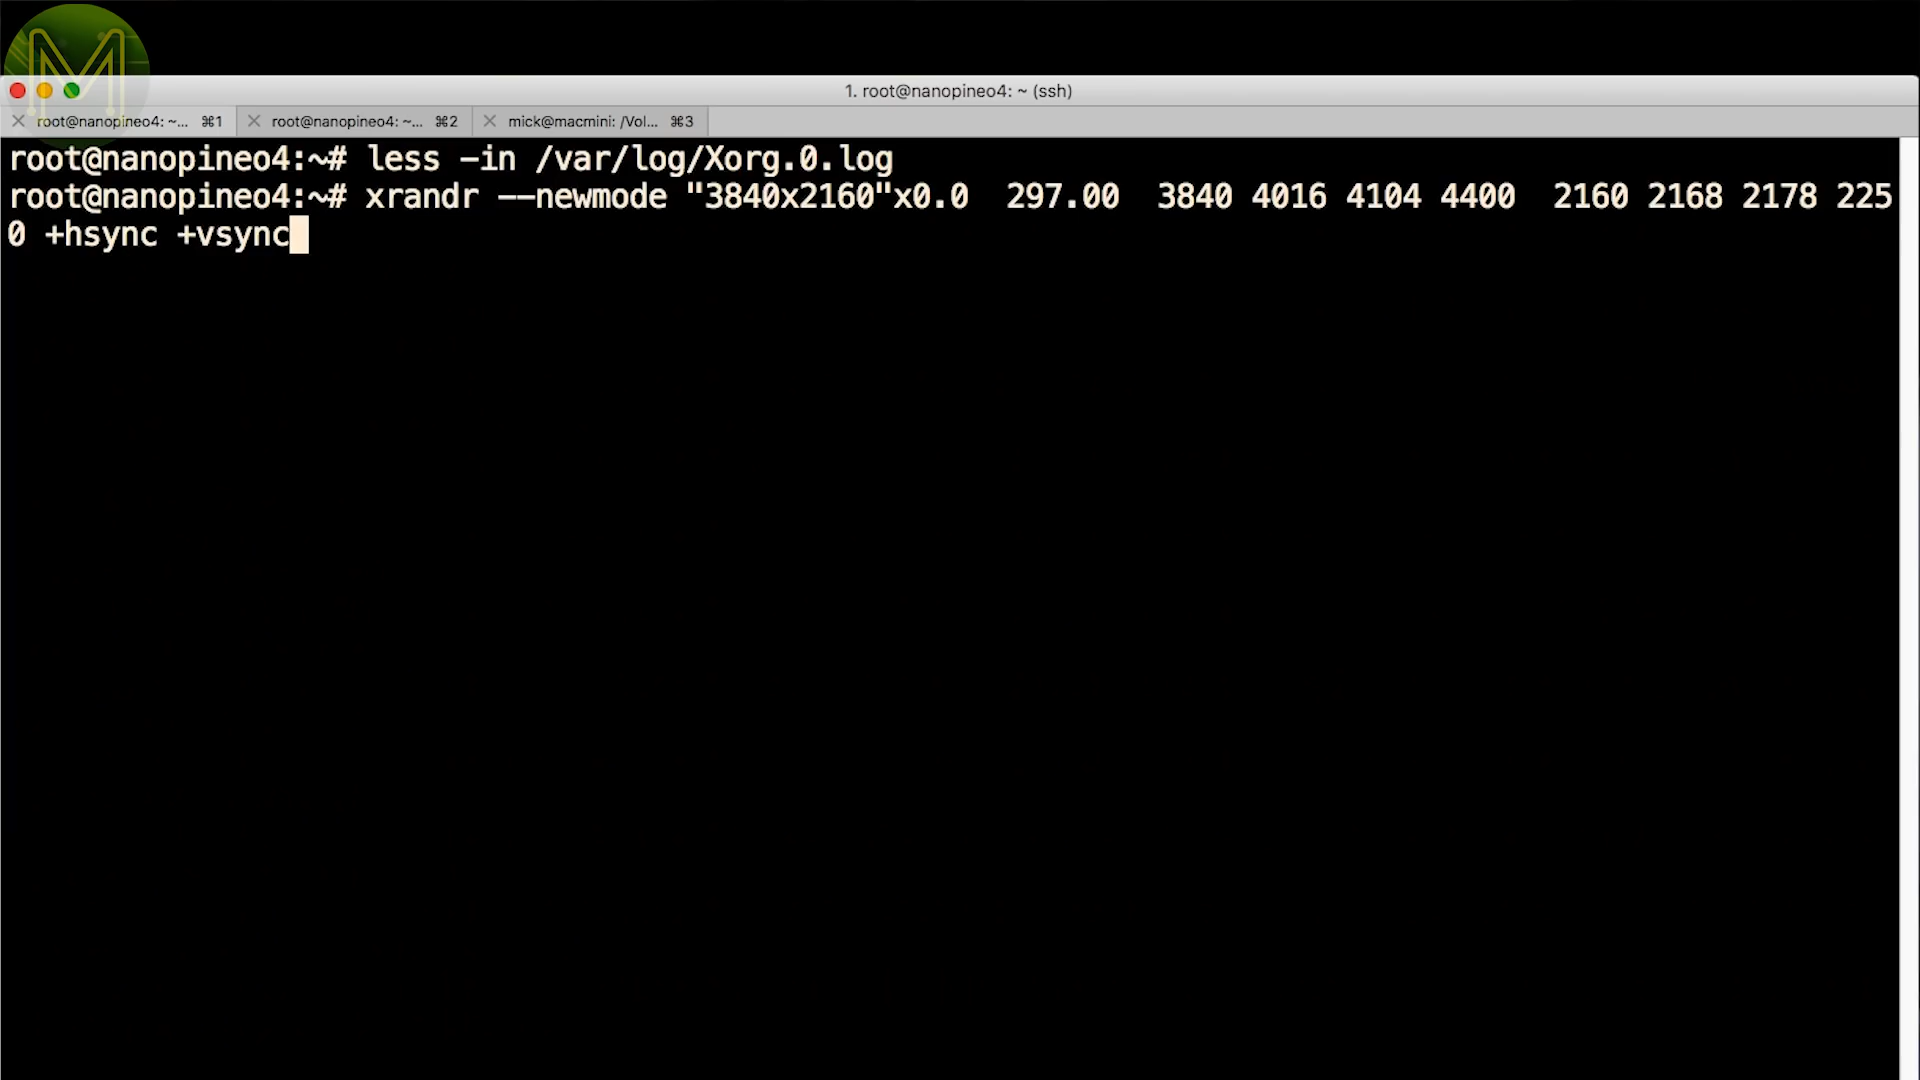 M
1. root@nanopineo4: ~ (ssh)
root@nanopineo4: ~... ⌘1 root@nanopineo4: ~... ⌘2 mick@macmini: /Vol... ⌘3
root@nanopineo4:~# less -in /var/log/Xorg.0.log
root@nanopineo4:~# xrandr --newmode "3840x2160"x0.0  297.00  3840 4016 4104 4400  2160 2168 2178 225
0 +hsync +vsync